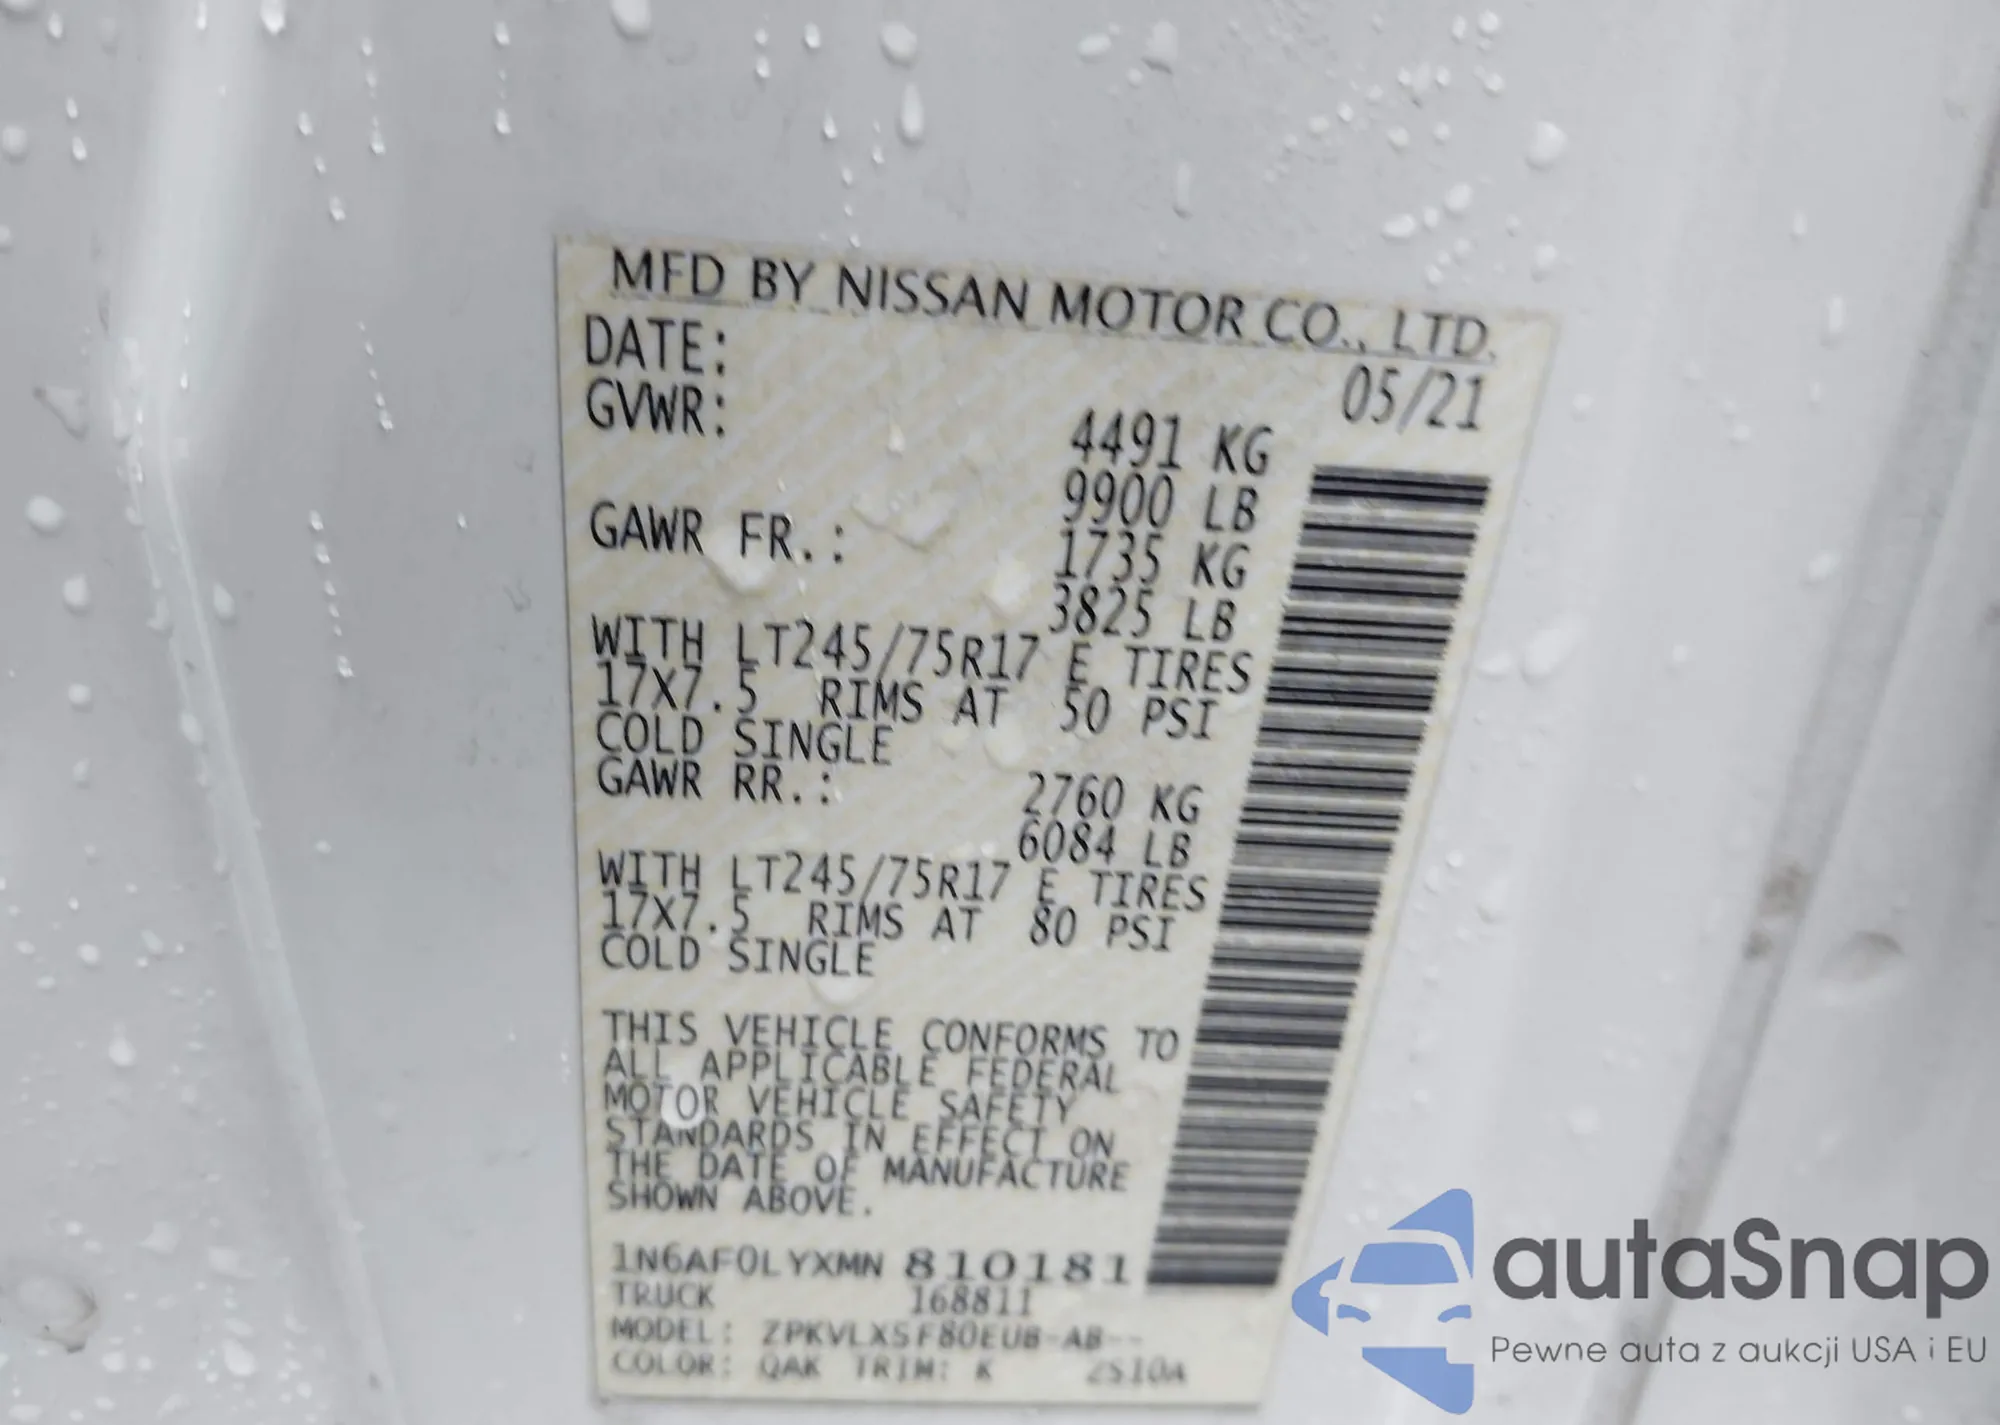 MFD BY NISSAN MOTOR CO., LTD.
DATE: 05/21
GVWR: 4491 KG
9900 LB
GAWR FR.: 1735 KG
3825 LB
WITH LT245/75R17 E TIRES
17X7.5 RIMS AT 50 PSI
COLD SINGLE
GAWR RR.: 2760 KG
6084 LB
WITH LT245/75R17 E TIRES
17X7.5 RIMS AT 80 PSI
COLD SINGLE
THIS VEHICLE CONFORMS TO
ALL APPLICABLE FEDERAL
MOTOR VEHICLE SAFETY
STANDARDS IN EFFECT ON
THE DATE OF MANUFACTURE
SHOWN ABOVE.
1N6AF0LYXMN 810181
TRUCK 168811
MODEL: ZPKVLXSF80EUB-AB--
COLOR: QAK TRIM: K 2S10A
autaSnap
Pewne auta z aukcji USA i EU